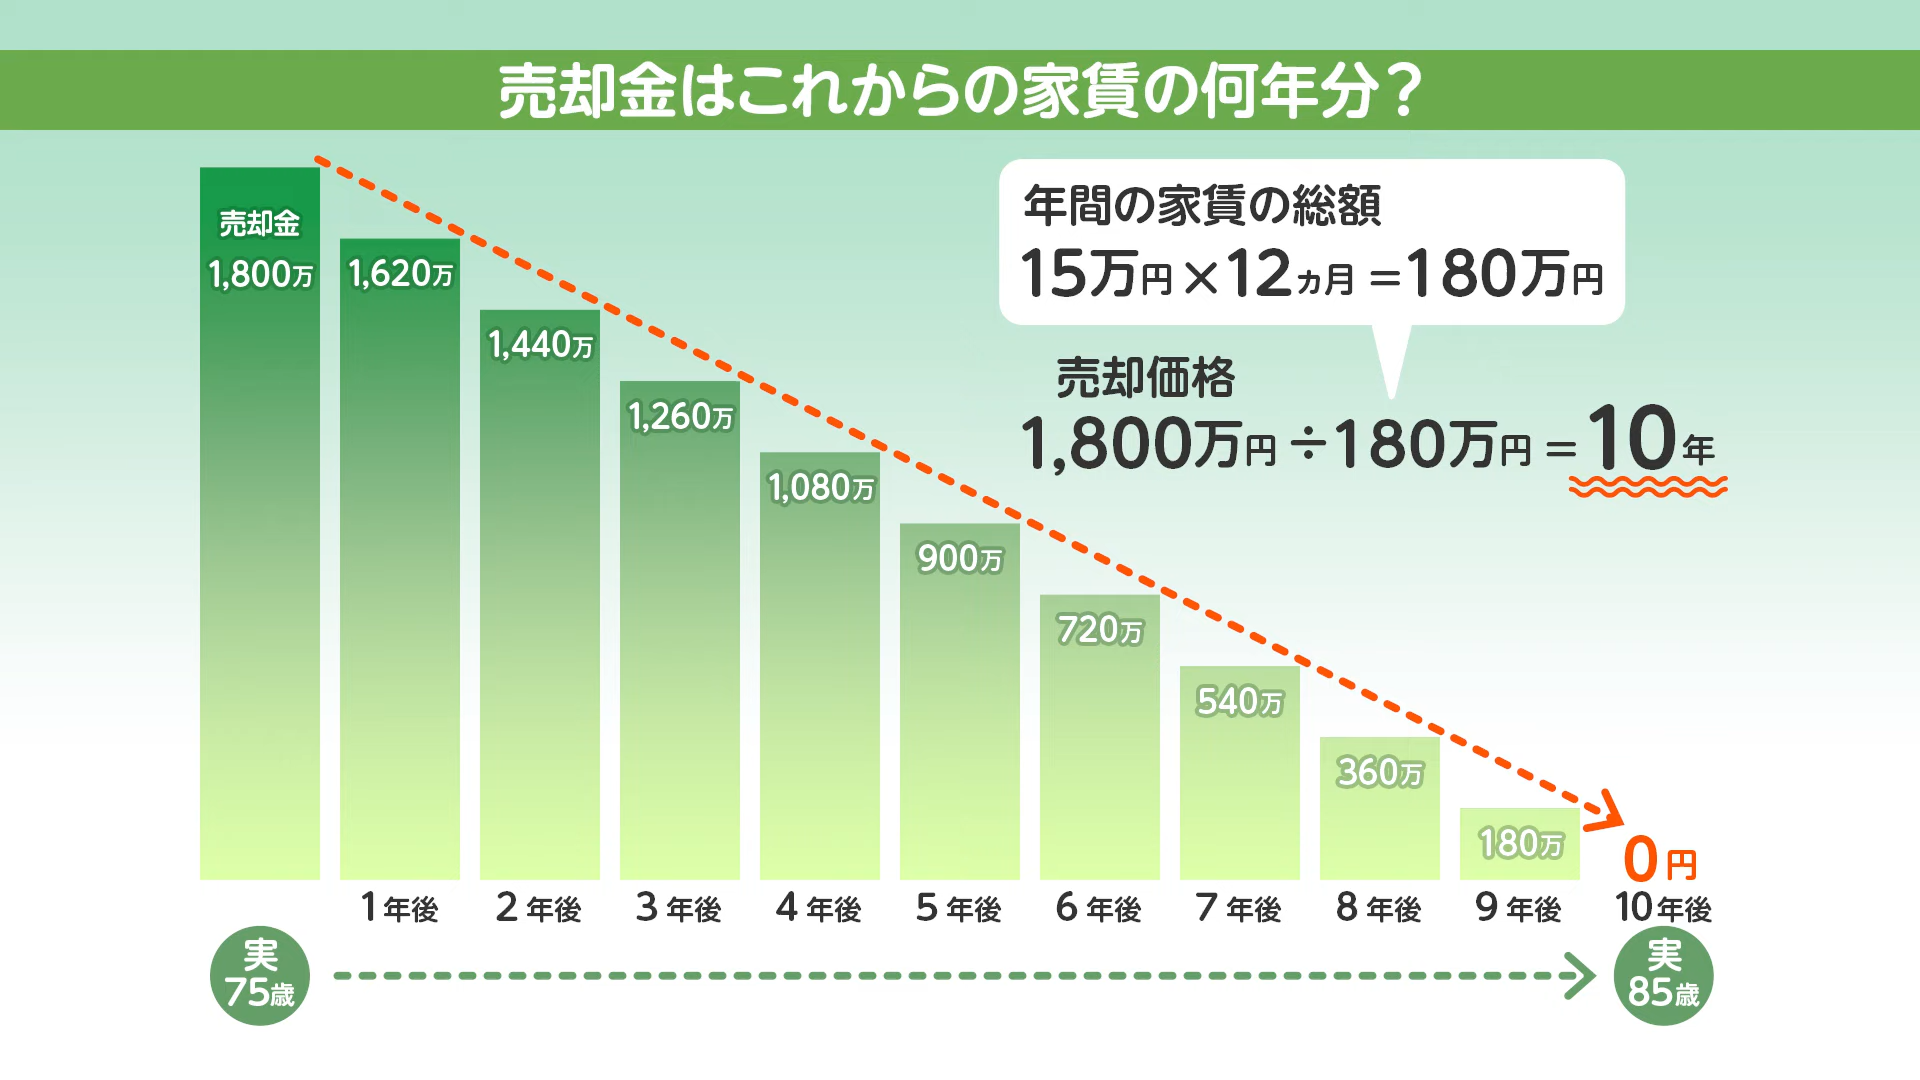 売却金はこれからの家賃の何年分？
年間の家賃の総額
15万円×12ヵ月=180万円
売却価格
1,800万円÷180万円=10年
売却金
1,800万
1,620万
1,440万
1,260万
1,080万
900万
720万
540万
360万
180万
0円
1年後
2年後
3年後
4年後
5年後
6年後
7年後
8年後
9年後
10年後
実
75歳
実
85歳